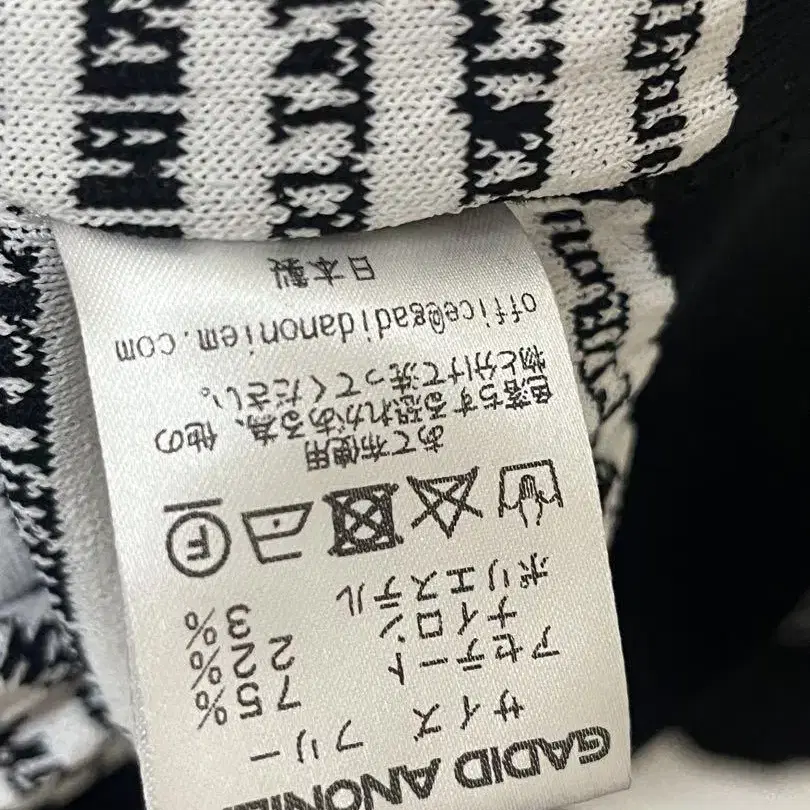 GADID ANONIEM
サイズ フリー
アセテート 75%
ナイロン 22%
ポリエステル 3%
F
あて布使用
色落ちする恐れがある為、他の
物と分けて洗ってください。
office@gadidanoniem.com
日本製